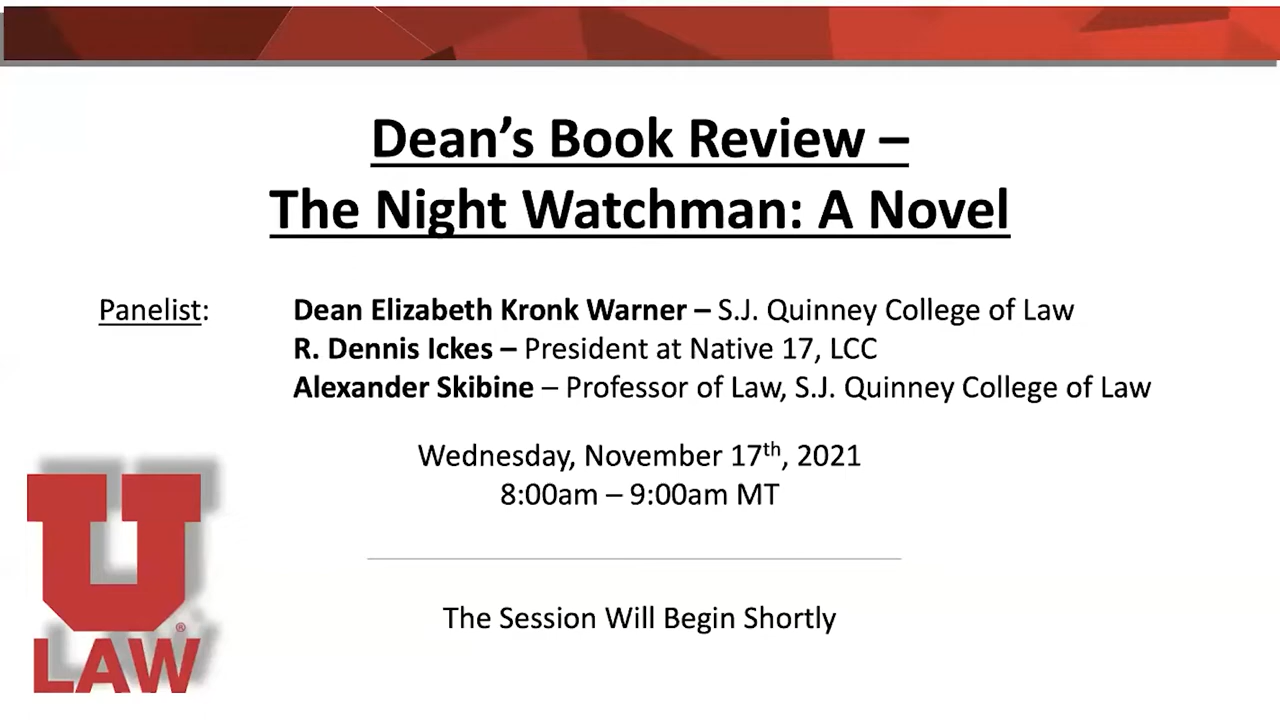 Dean’s Book Review –
The Night Watchman: A Novel
Panelist: Dean Elizabeth Kronk Warner – S.J. Quinney College of Law
R. Dennis Ickes – President at Native 17, LCC
Alexander Skibine – Professor of Law, S.J. Quinney College of Law
Wednesday, November 17th, 2021
8:00am – 9:00am MT
The Session Will Begin Shortly
U
®
LAW